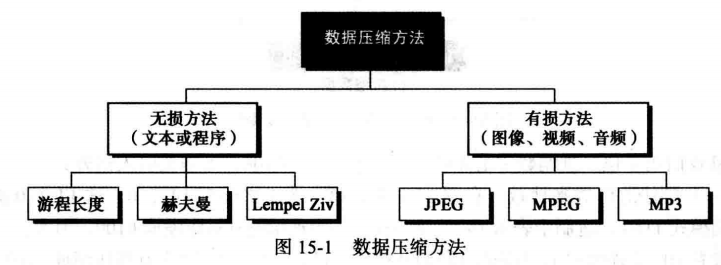 数据压缩方法
无损方法
（文本或程序）
有损方法
（图像、视频、音频）
游程长度
赫夫曼
Lempel Ziv
JPEG
MPEG
MP3
图 15-1 数据压缩方法